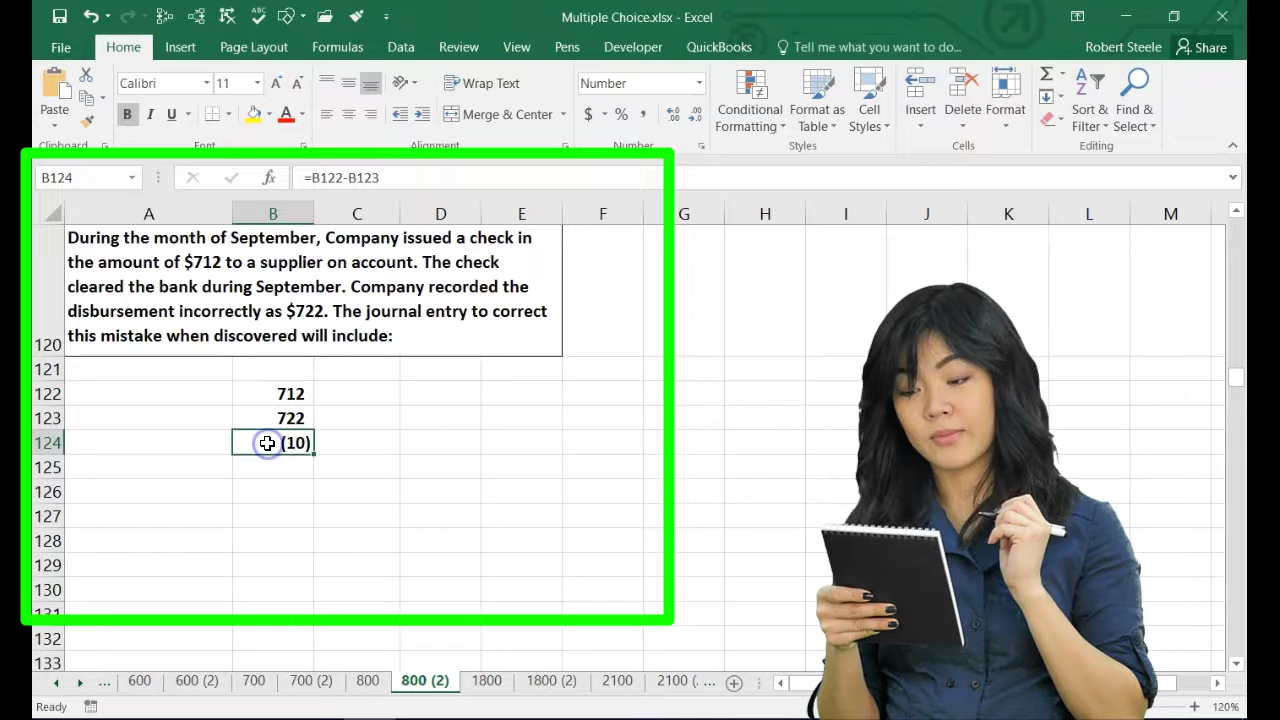 Multiple Choice.xlsx - Excel
File Home Insert Page Layout Formulas Data Review View Pens Developer QuickBooks Tell me what you want to do... Robert Steele Share
Calibri 11 Wrap Text Number
Paste B I U Merge & Center $ % , Conditional Formatting Format as Table Cell Styles Insert Delete Format Sort & Filter Find & Select
Clipboard Font Alignment Number Styles Cells Editing
B124 fx =B122-B123
A B C D E F G H I J K L M
During the month of September, Company issued a check in
the amount of $712 to a supplier on account. The check
cleared the bank during September. Company recorded the
disbursement incorrectly as $722. The journal entry to correct
120 this mistake when discovered will include:
121
122 712
123 722
124 (10)
125
126
127
128
129
130
131
132
133
... 600 600 (2) 700 700 (2) 800 800 (2) 1800 1800 (2) 2100 2100 (. ...
Ready 120%